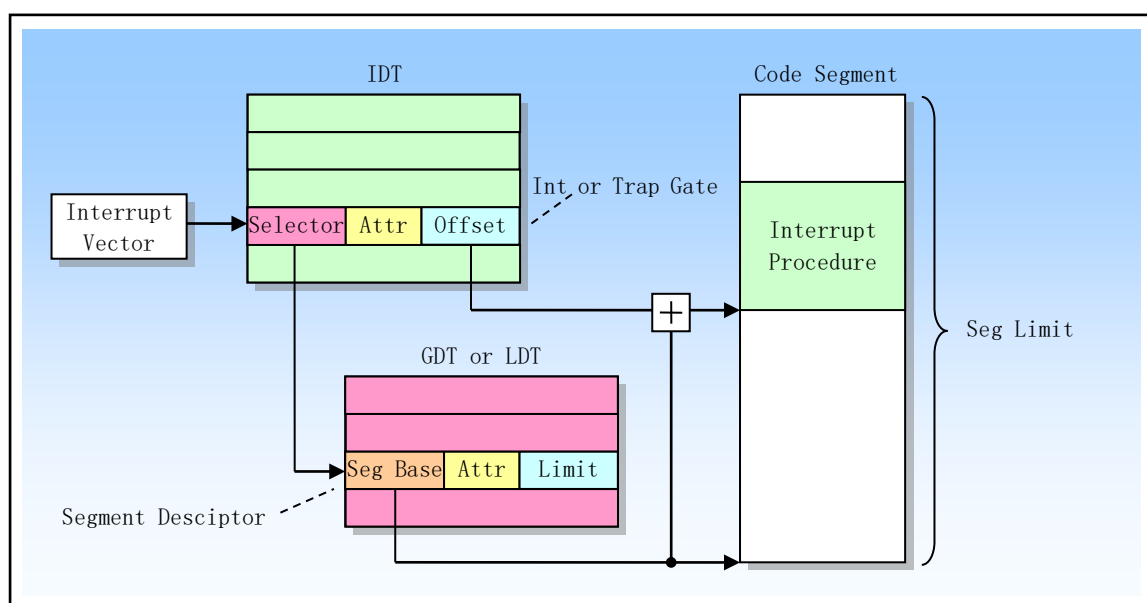 IDT
Code Segment
Int or Trap Gate
Interrupt
Vector
Selector
Attr
Offset
Interrupt
Procedure
+
Seg Limit
GDT or LDT
Seg Base
Attr
Limit
Segment Desciptor